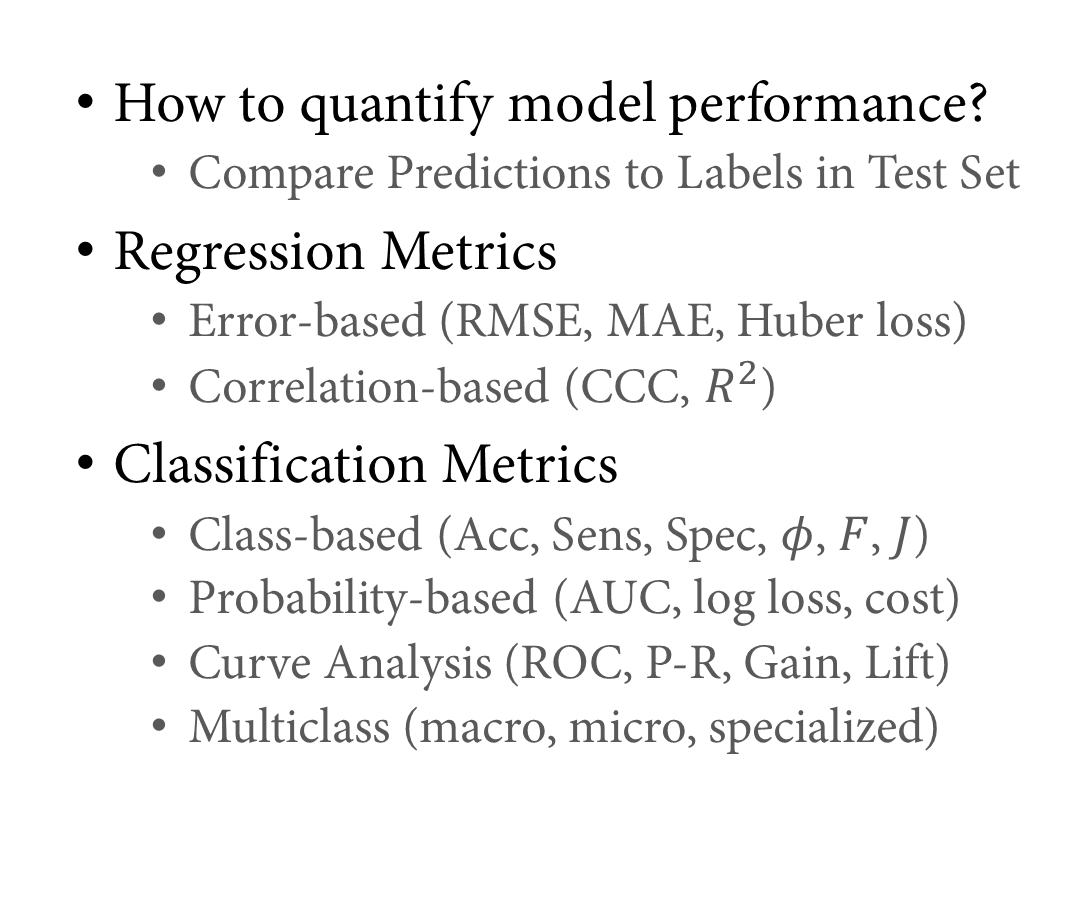 • How to quantify model performance?
• Compare Predictions to Labels in Test Set
• Regression Metrics
• Error-based (RMSE, MAE, Huber loss)
• Correlation-based (CCC, R²)
• Classification Metrics
• Class-based (Acc, Sens, Spec, ϕ, F, J)
• Probability-based (AUC, log loss, cost)
• Curve Analysis (ROC, P-R, Gain, Lift)
• Multiclass (macro, micro, specialized)